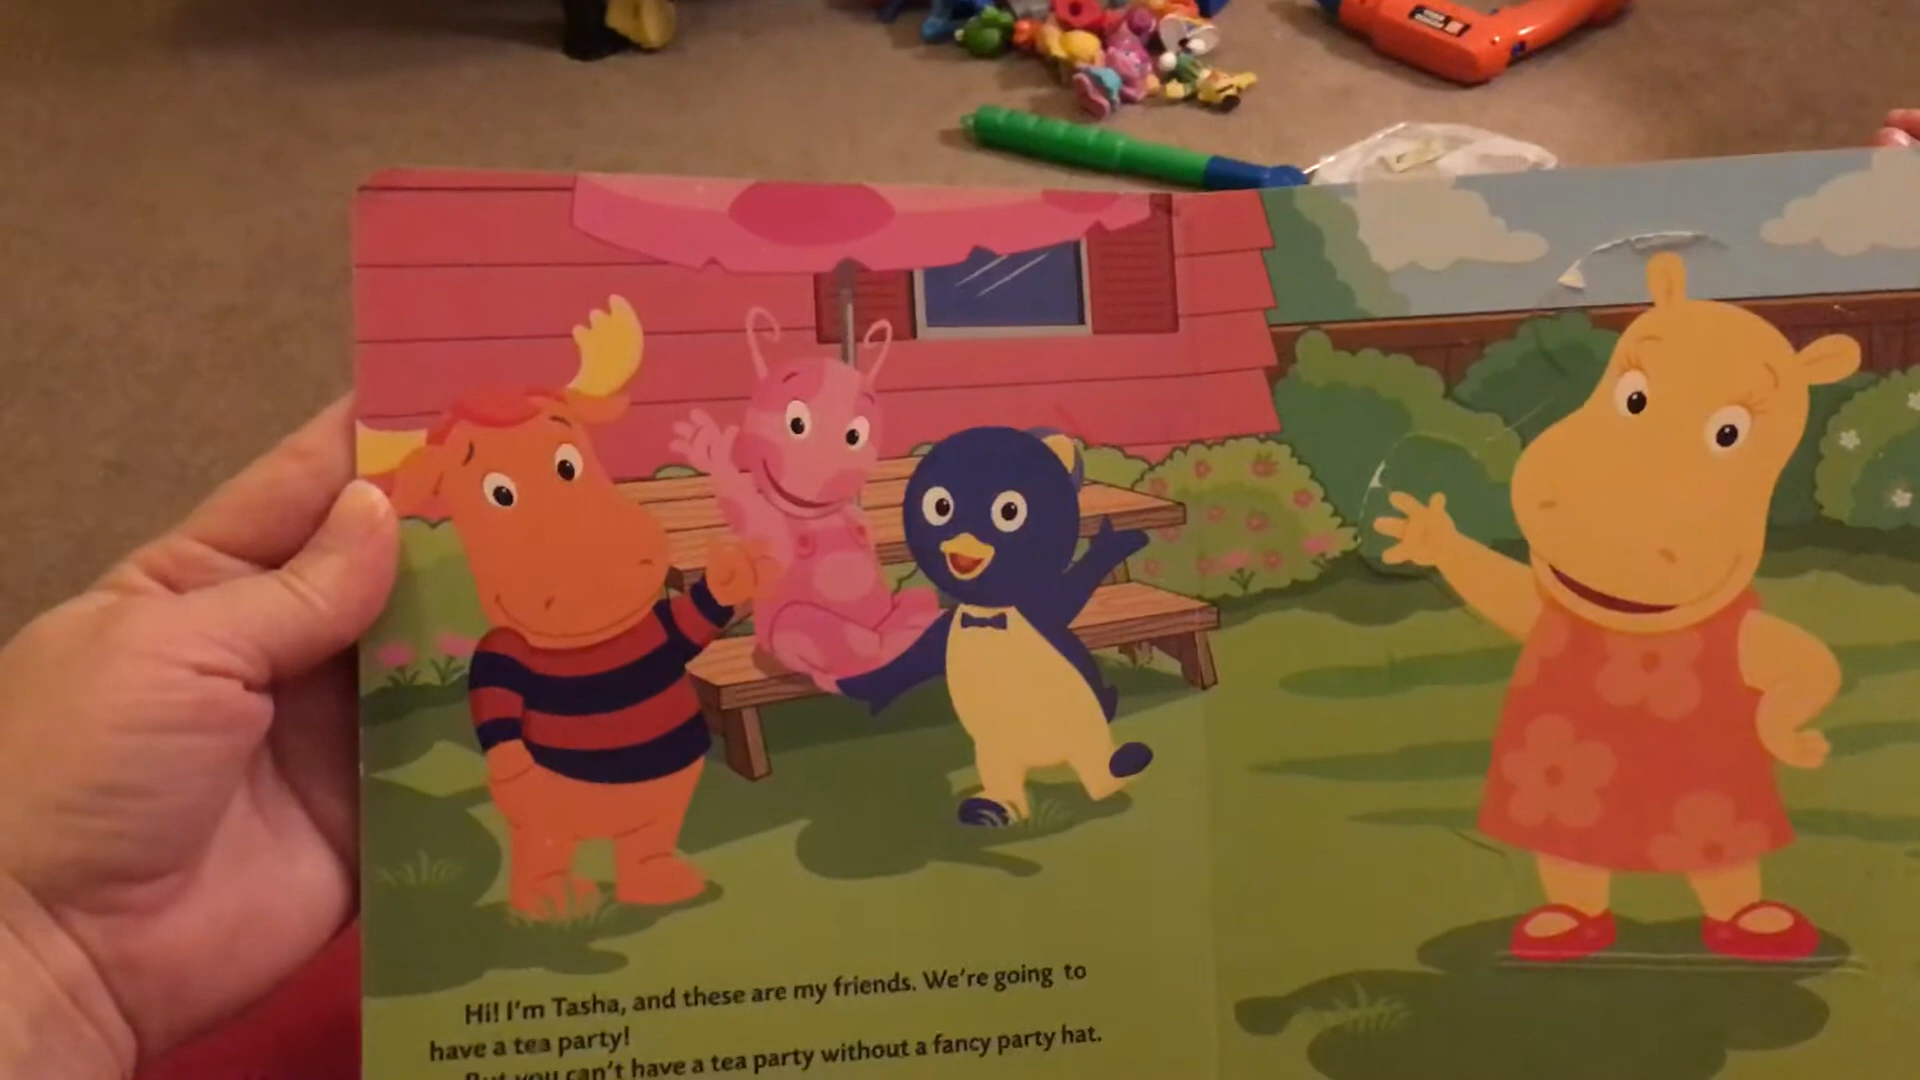 Hi! I'm Tasha, and these are my friends. We're going to
have a tea party!
But you can't have a tea party without a fancy party hat.